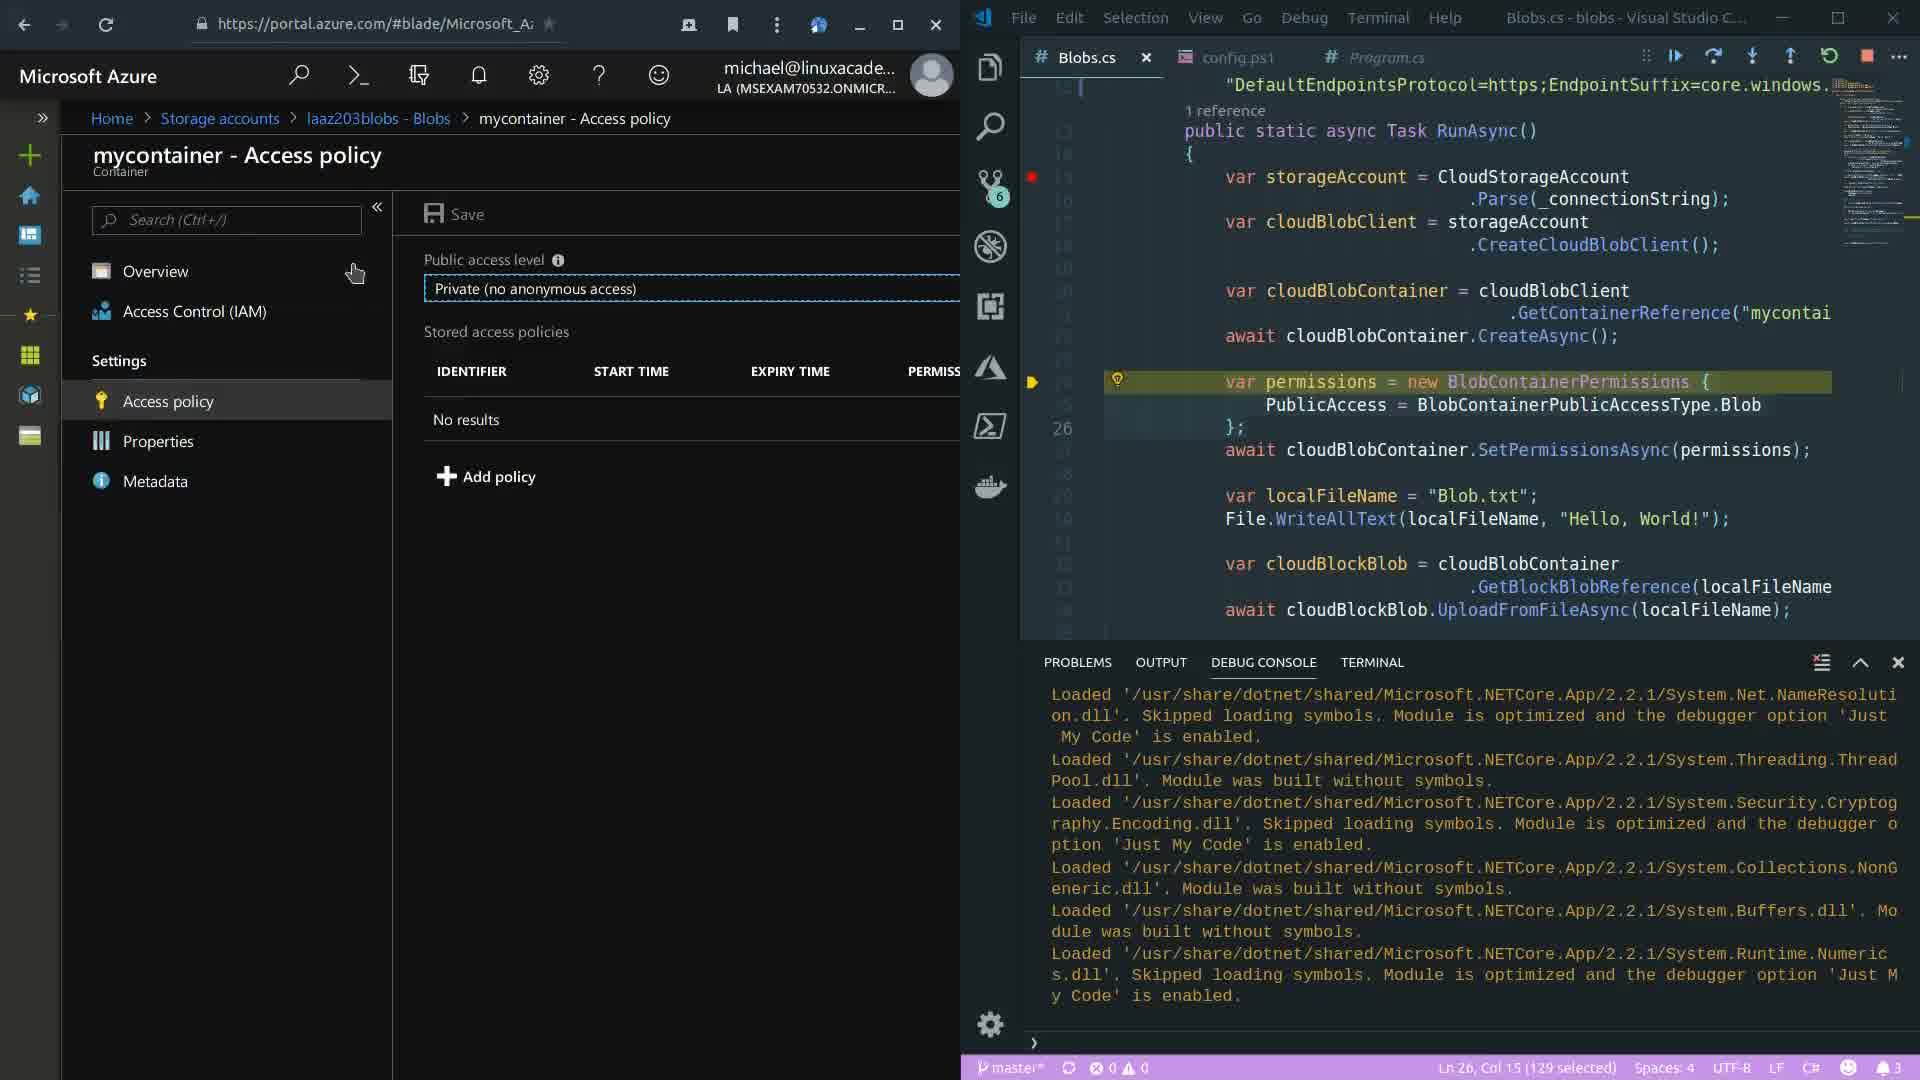 https://portal.azure.com/#blade/Microsoft_A
Microsoft Azure
michael@linuxacade...
LA (MSEXAM70532.ONMICR...
Home > Storage accounts > laaz203blobs - Blobs > mycontainer - Access policy
mycontainer - Access policy
Container
Search (Ctrl+/)
Overview
Access Control (IAM)
Settings
Access policy
Properties
Metadata
Save
Public access level
Private (no anonymous access)
Stored access policies
IDENTIFIER START TIME EXPIRY TIME PERMISS
No results
Add policy
File Edit Selection View Go Debug Terminal Help Blobs.cs - blobs - Visual Studio C...
# Blobs.cs config.ps1 # Program.cs
6
"DefaultEndpointsProtocol=https;EndpointSuffix=core.windows.
1 reference
public static async Task RunAsync()
{
var storageAccount = CloudStorageAccount
.Parse(_connectionString);
var cloudBlobClient = storageAccount
.CreateCloudBlobClient();
var cloudBlobContainer = cloudBlobClient
.GetContainerReference("mycontai
await cloudBlobContainer.CreateAsync();
var permissions = new BlobContainerPermissions {
PublicAccess = BlobContainerPublicAccessType.Blob
26 };
await cloudBlobContainer.SetPermissionsAsync(permissions);
var localFileName = "Blob.txt";
File.WriteAllText(localFileName, "Hello, World!");
var cloudBlockBlob = cloudBlobContainer
.GetBlockBlobReference(localFileName
await cloudBlockBlob.UploadFromFileAsync(localFileName);
PROBLEMS OUTPUT DEBUG CONSOLE TERMINAL
Loaded '/usr/share/dotnet/shared/Microsoft.NETCore.App/2.2.1/System.Net.NameResoluti
on.dll'. Skipped loading symbols. Module is optimized and the debugger option 'Just
My Code' is enabled.
Loaded '/usr/share/dotnet/shared/Microsoft.NETCore.App/2.2.1/System.Threading.Thread
Pool.dll'. Module was built without symbols.
Loaded '/usr/share/dotnet/shared/Microsoft.NETCore.App/2.2.1/System.Security.Cryptog
raphy.Encoding.dll'. Skipped loading symbols. Module is optimized and the debugger o
ption 'Just My Code' is enabled.
Loaded '/usr/share/dotnet/shared/Microsoft.NETCore.App/2.2.1/System.Collections.NonG
eneric.dll'. Module was built without symbols.
Loaded '/usr/share/dotnet/shared/Microsoft.NETCore.App/2.2.1/System.Buffers.dll'. Mo
dule was built without symbols.
Loaded '/usr/share/dotnet/shared/Microsoft.NETCore.App/2.2.1/System.Runtime.Numeric
s.dll'. Skipped loading symbols. Module is optimized and the debugger option 'Just M
y Code' is enabled.
master* 0 0 Ln 26, Col 15 (129 selected) Spaces: 4 UTF-8 LF C# 3